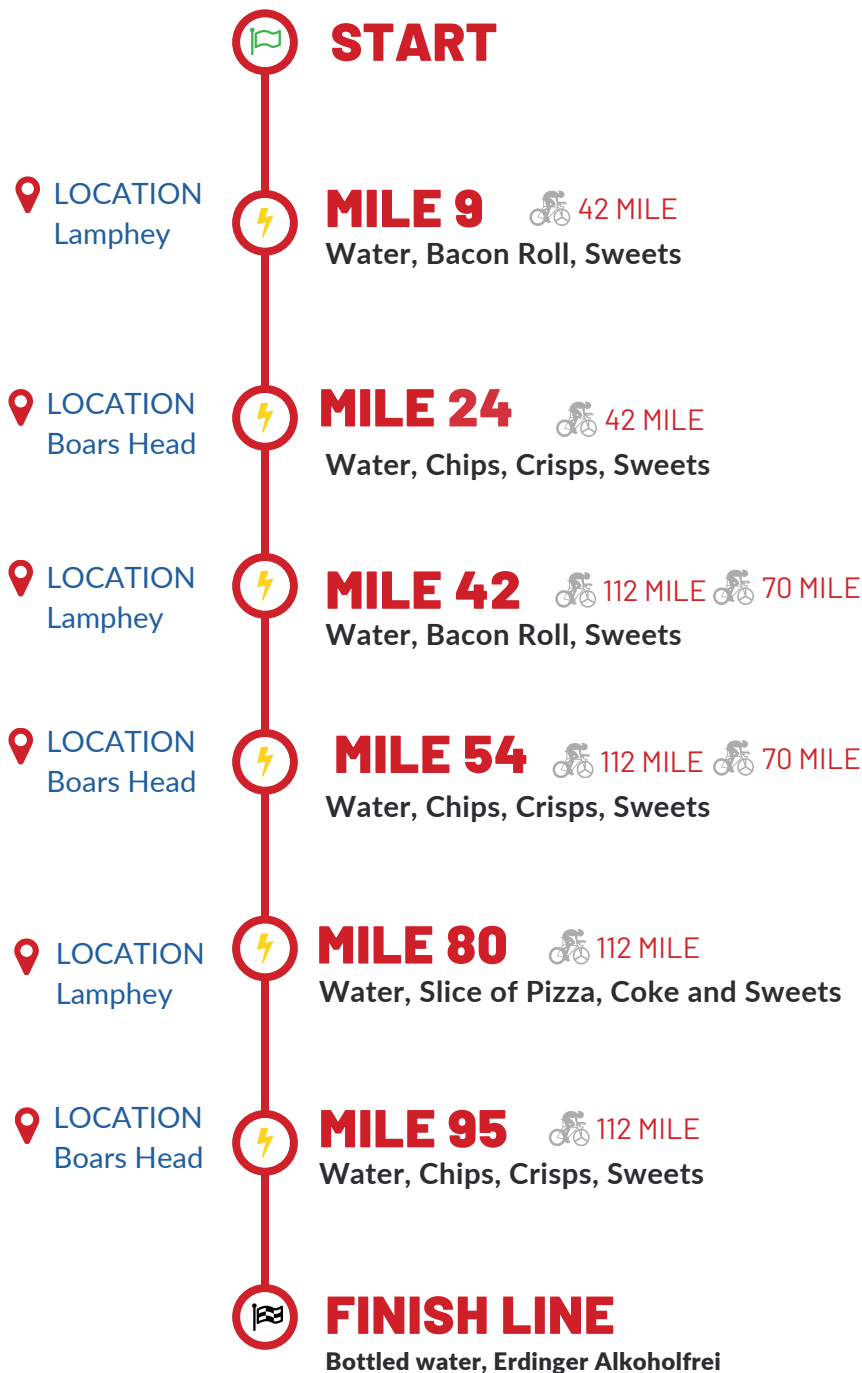 START
LOCATION
Lamphey
MILE 9
42 MILE
Water, Bacon Roll, Sweets
LOCATION
Boars Head
MILE 24
42 MILE
Water, Chips, Crisps, Sweets
LOCATION
Lamphey
MILE 42
112 MILE
70 MILE
Water, Bacon Roll, Sweets
LOCATION
Boars Head
MILE 54
112 MILE
70 MILE
Water, Chips, Crisps, Sweets
LOCATION
Lamphey
MILE 80
112 MILE
Water, Slice of Pizza, Coke and Sweets
LOCATION
Boars Head
MILE 95
112 MILE
Water, Chips, Crisps, Sweets
FINISH LINE
Bottled water, Erdinger Alkoholfrei